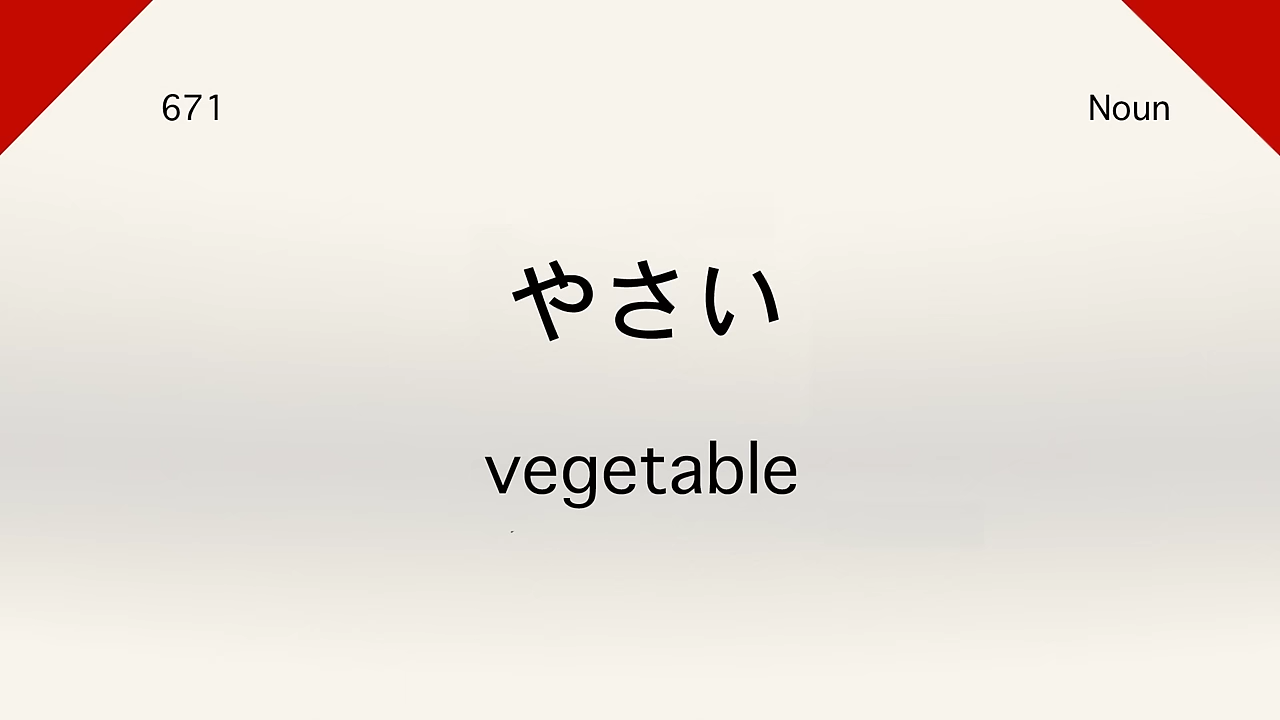 671
Noun
やさい
vegetable